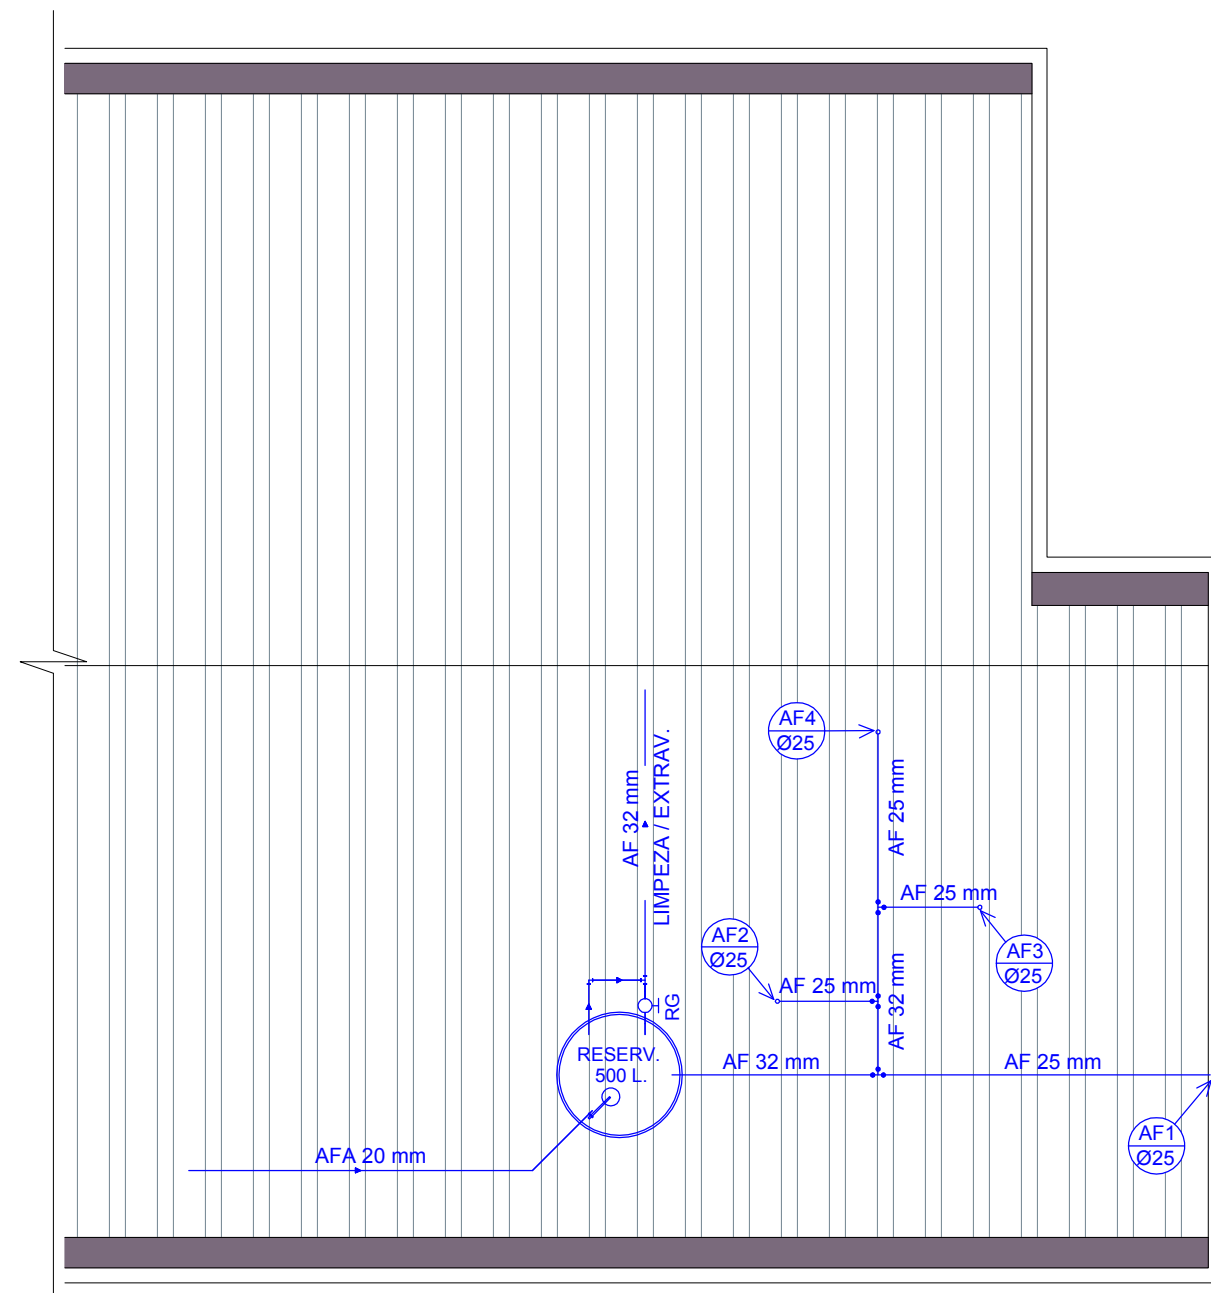 AF4
Ø25
AF 32 mm
LIMPEZA / EXTRAV.
AF 25 mm
AF 25 mm
AF2
Ø25
AF3
Ø25
AF 25 mm
AF 32 mm
RG
RESERV.
500 L.
AF 32 mm
AF 25 mm
AF1
Ø25
AFA 20 mm